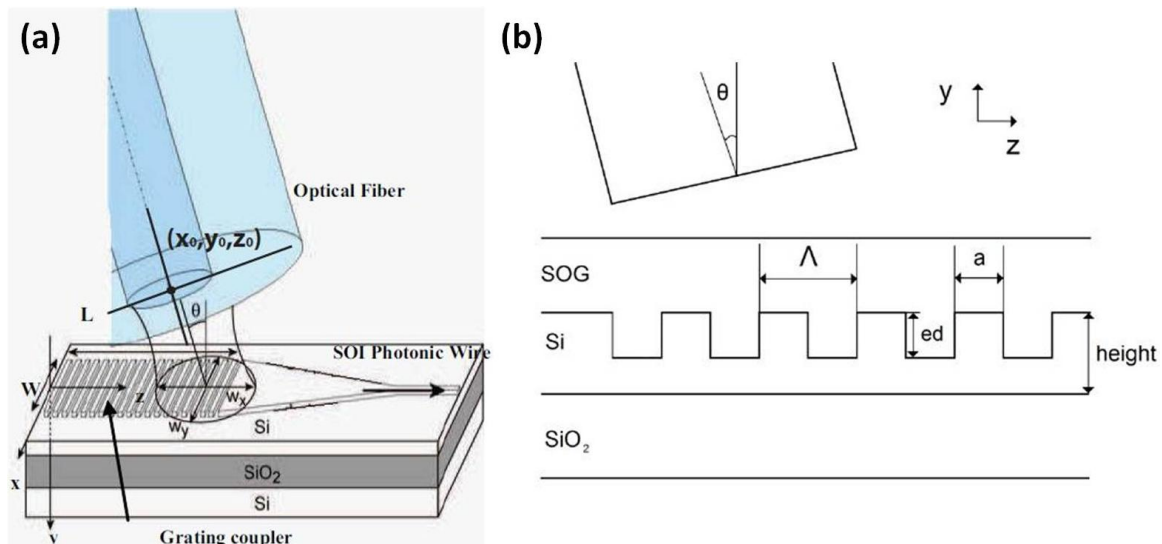 (a)
Optical Fiber
(x₀,y₀,z₀)
L
θ
SOI Photonic Wire
W
z
wₓ
wᵧ
Si
SiO₂
x
Si
y
Grating coupler
(b)
θ
y
z
SOG
Λ
a
Si
ed
height
SiO₂